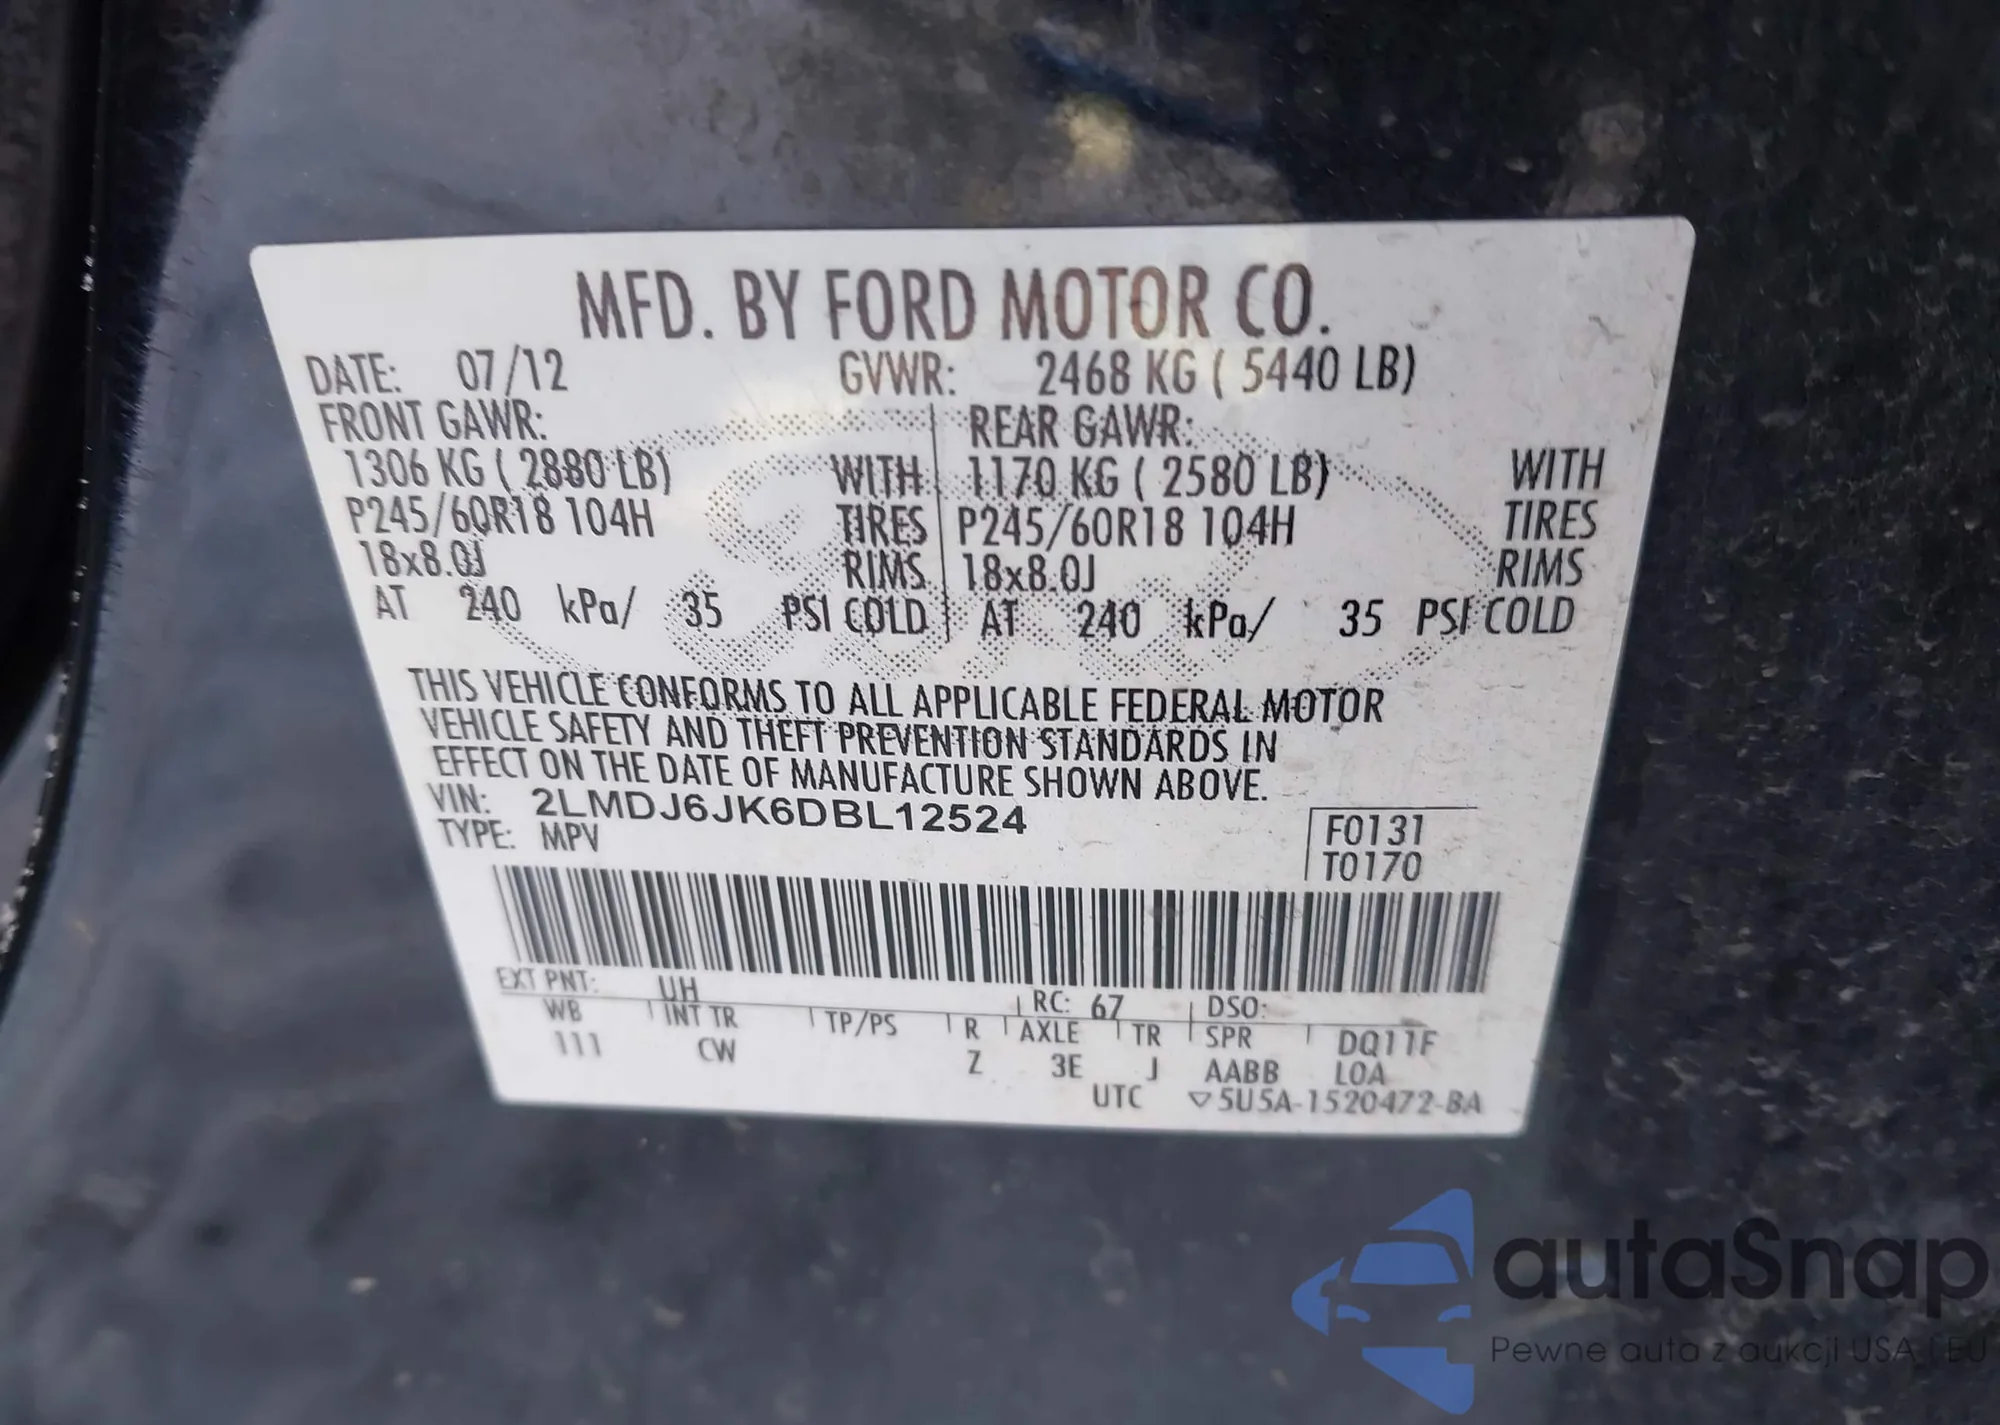 MFD. BY FORD MOTOR CO.
DATE: 07/12 GVWR: 2468 KG ( 5440 LB)
FRONT GAWR: REAR GAWR:
1306 KG ( 2880 LB) WITH 1170 KG ( 2580 LB) WITH
P245/60R18 104H TIRES P245/60R18 104H TIRES
18x8.0J RIMS 18x8.0J RIMS
AT 240 kPa/ 35 PSI COLD AT 240 kPa/ 35 PSI COLD
THIS VEHICLE CONFORMS TO ALL APPLICABLE FEDERAL MOTOR
VEHICLE SAFETY AND THEFT PREVENTION STANDARDS IN
EFFECT ON THE DATE OF MANUFACTURE SHOWN ABOVE.
VIN: 2LMDJ6JK6DBL12524
TYPE: MPV
F0131
T0170
EXT PNT: UH RC: 67 DSO:
WB INT TR TP/PS R AXLE TR SPR DQ11F
111 CW Z 3E J AABB LOA
UTC ▽5U5A-1520472-BA
autoSnap
Pewne auta z aukcji USA i EU